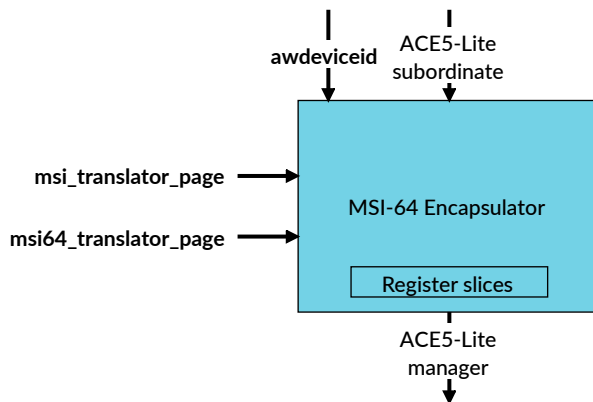 awdeviceid
ACE5-Lite
subordinate
msi_translator_page
MSI-64 Encapsulator
msi64_translator_page
Register slices
ACE5-Lite
manager